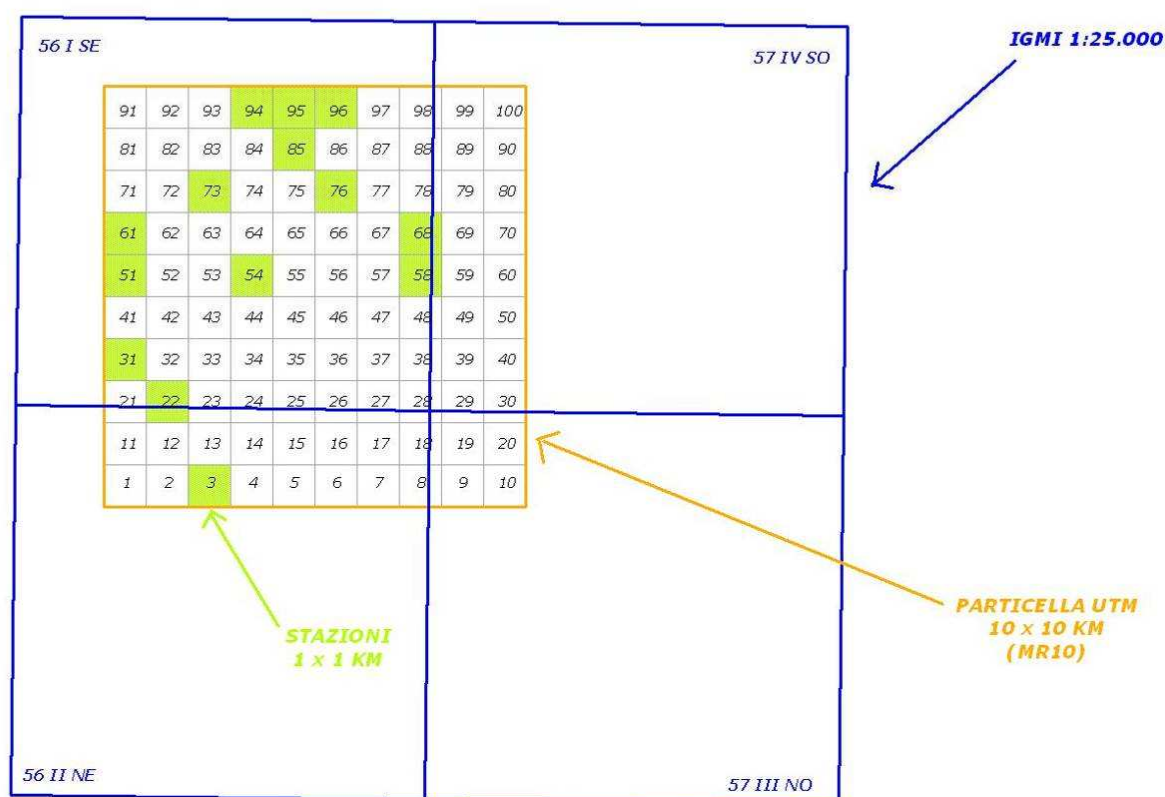 56 I SE
57 IV SO
IGMI 1:25.000
91 92 93 94 95 96 97 98 99 100
81 82 83 84 85 86 87 88 89 90
71 72 73 74 75 76 77 78 79 80
61 62 63 64 65 66 67 68 69 70
51 52 53 54 55 56 57 58 59 60
41 42 43 44 45 46 47 48 49 50
31 32 33 34 35 36 37 38 39 40
21 22 23 24 25 26 27 28 29 30
11 12 13 14 15 16 17 18 19 20
1 2 3 4 5 6 7 8 9 10
STAZIONI
1 x 1 KM
PARTICELLA UTM
10 x 10 KM
(MR10)
56 II NE
57 III NO